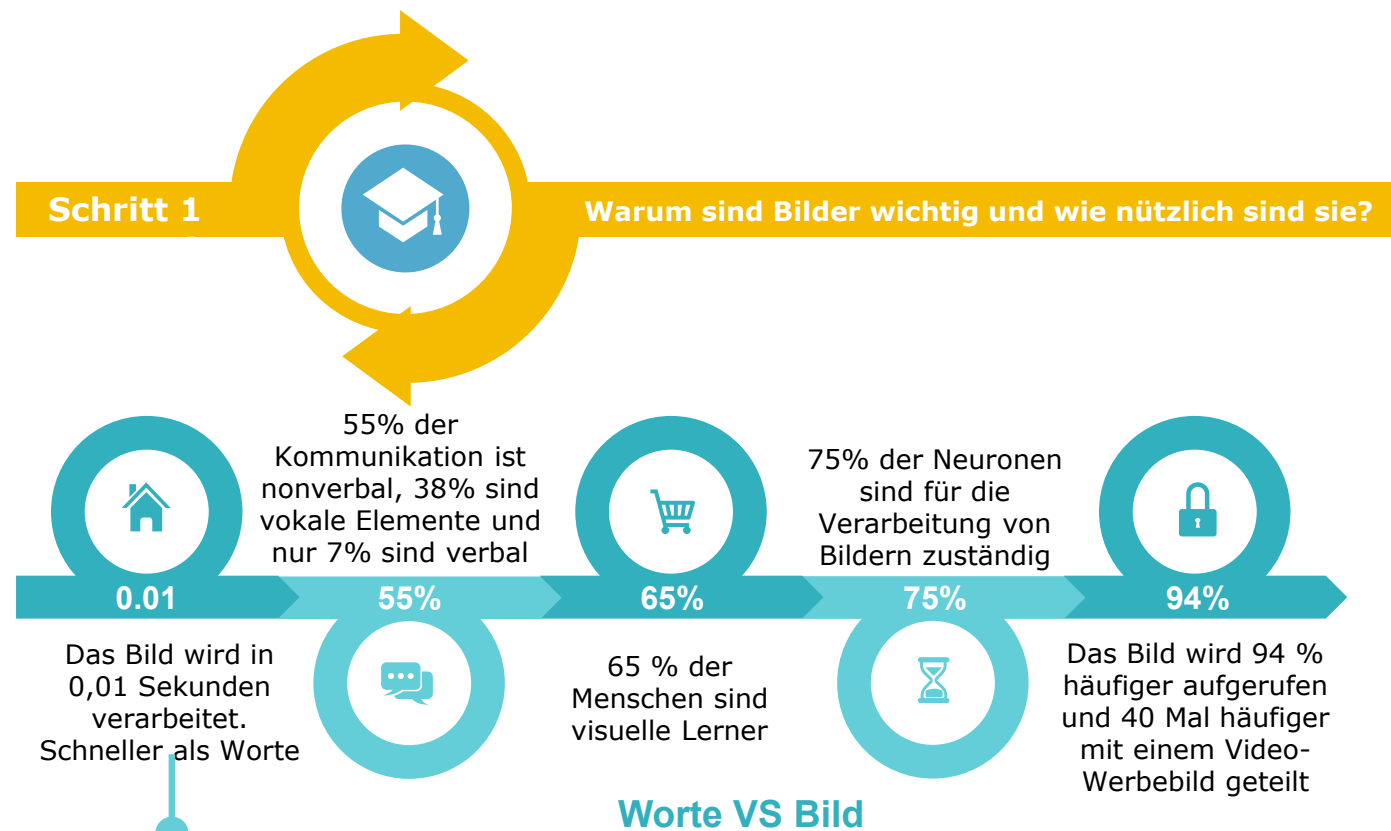 Schritt 1
Warum sind Bilder wichtig und wie nützlich sind sie?
55% der
Kommunikation ist
nonverbal, 38% sind
vokale Elemente und
nur 7% sind verbal
75% der Neuronen
sind für die
Verarbeitung von
Bildern zuständig
0.01
55%
65%
75%
94%
Das Bild wird in
0,01 Sekunden
verarbeitet.
Schneller als Worte
65 % der
Menschen sind
visuelle Lerner
Das Bild wird 94 %
häufiger aufgerufen
und 40 Mal häufiger
mit einem Video-
Werbebild geteilt
Worte VS Bild